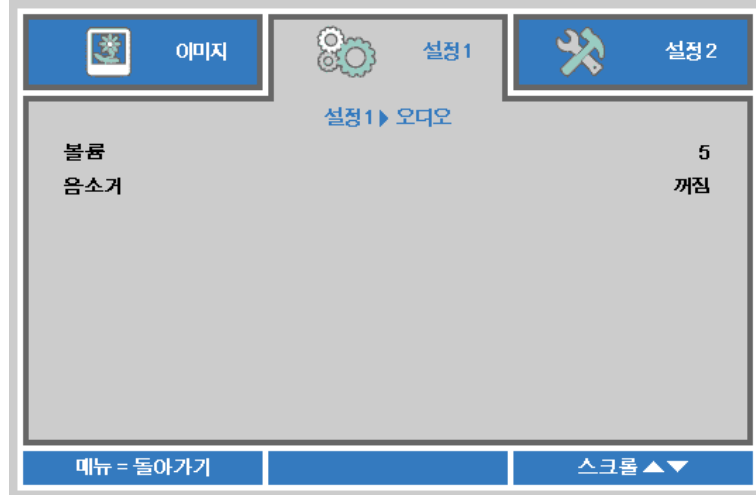 이미지 설정 1 설정 2
설정 1 ▶ 오디오
볼륨 5
음소거 꺼짐
메뉴 = 돌아가기 스크롤 ▲▼